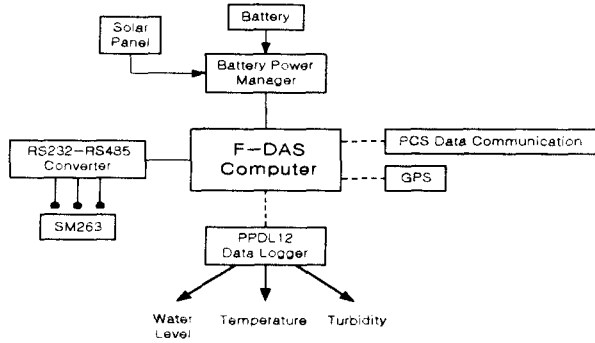 Battery
Solar
Panel
Battery Power
Manager
F-DAS
Computer
RS232-RS485
Converter
PCS Data Communication
GPS
SM263
PPDL12
Data Logger
Water
Level
Temperature
Turbidity